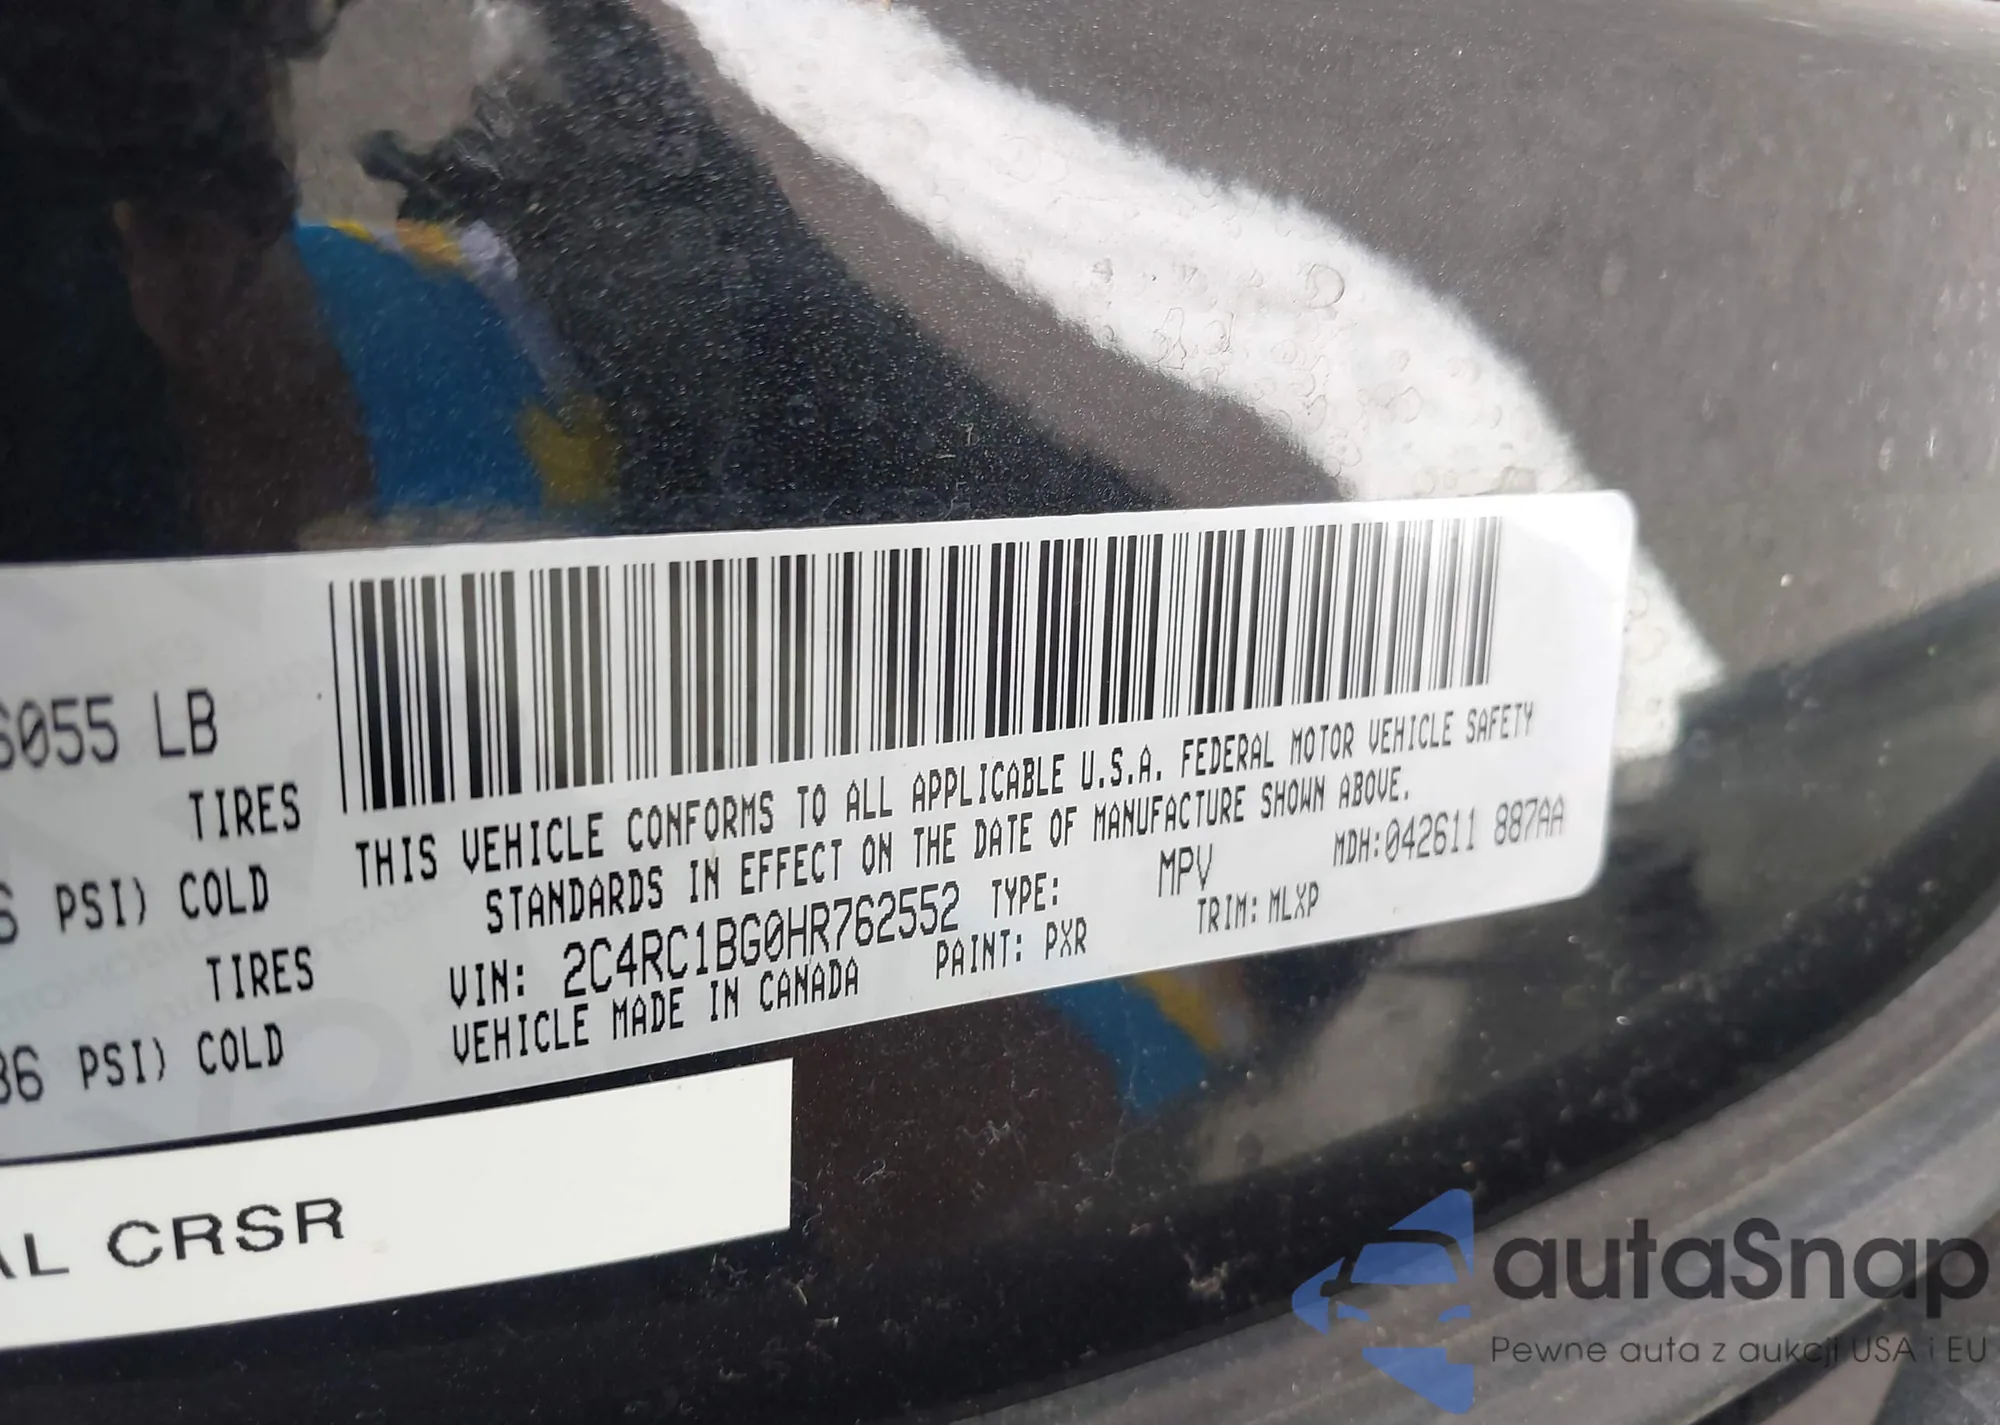 6055 LB
TIRES
PSI) COLD
TIRES
36 PSI) COLD
THIS VEHICLE CONFORMS TO ALL APPLICABLE U.S.A. FEDERAL MOTOR VEHICLE SAFETY
STANDARDS IN EFFECT ON THE DATE OF MANUFACTURE SHOWN ABOVE.
MDH:042611 887AA
VIN: 2C4RC1BG0HR762552 TYPE: MPV
VEHICLE MADE IN CANADA PAINT: PXR TRIM: MLXP
AL CRSR
autaSnap
Pewne auta z aukcji USA i EU